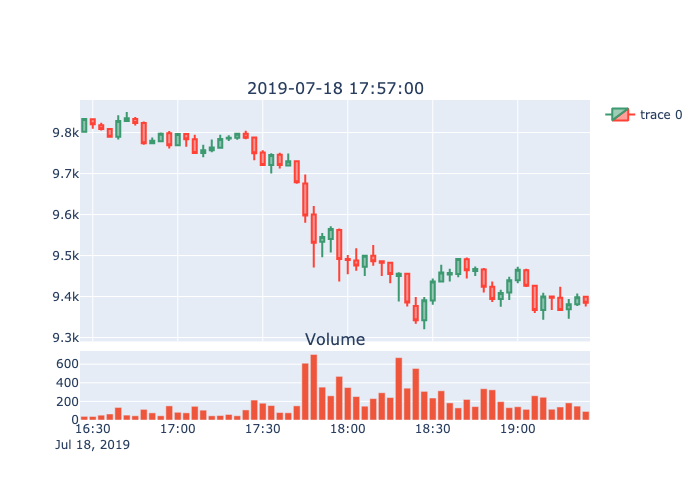 2019-07-18 17:57:00
trace 0
9.8k
9.7k
9.6k
9.5k
9.4k
9.3k
Volume
600
400
200
0
16:30 17:00 17:30 18:00 18:30 19:00
Jul 18, 2019